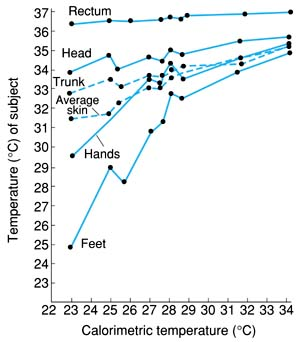 Temperature (°C) of subject
37
36
35
34
33
32
31
30
29
28
27
26
25
24
23
Rectum
Head
Trunk
Average
skin
Hands
Feet
22 23 24 25 26 27 28 29 30 31 32 33 34
Calorimetric temperature (°C)